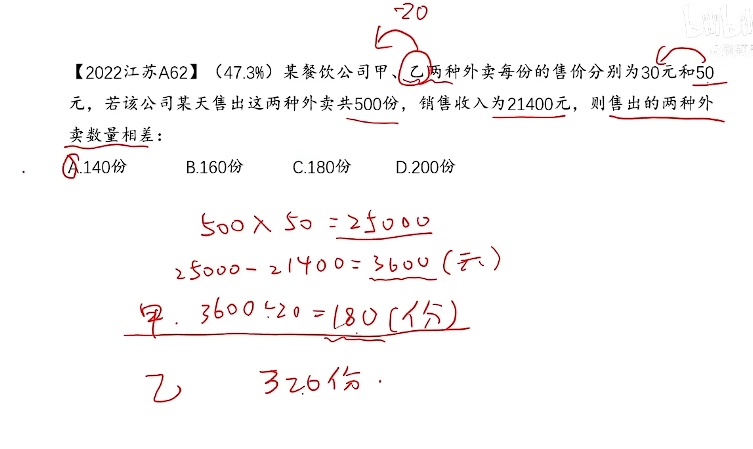 -20
【2022江苏A62】（47.3%）某餐饮公司甲、乙两种外卖每份的售价分别为30元和50
元，若该公司某天售出这两种外卖共500份，销售收入为21400元，则售出的两种外
卖数量相差：
A.140份 B.160份 C.180份 D.200份
500×50=25000
25000-21400=3600(元)
甲. 3600÷20=180(份)
乙 320份.